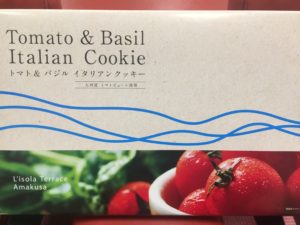 Tomato & Basil
Italian Cookie
トマト＆ バジル イタリアンクッキー
L'isola Terrace
Amakusa